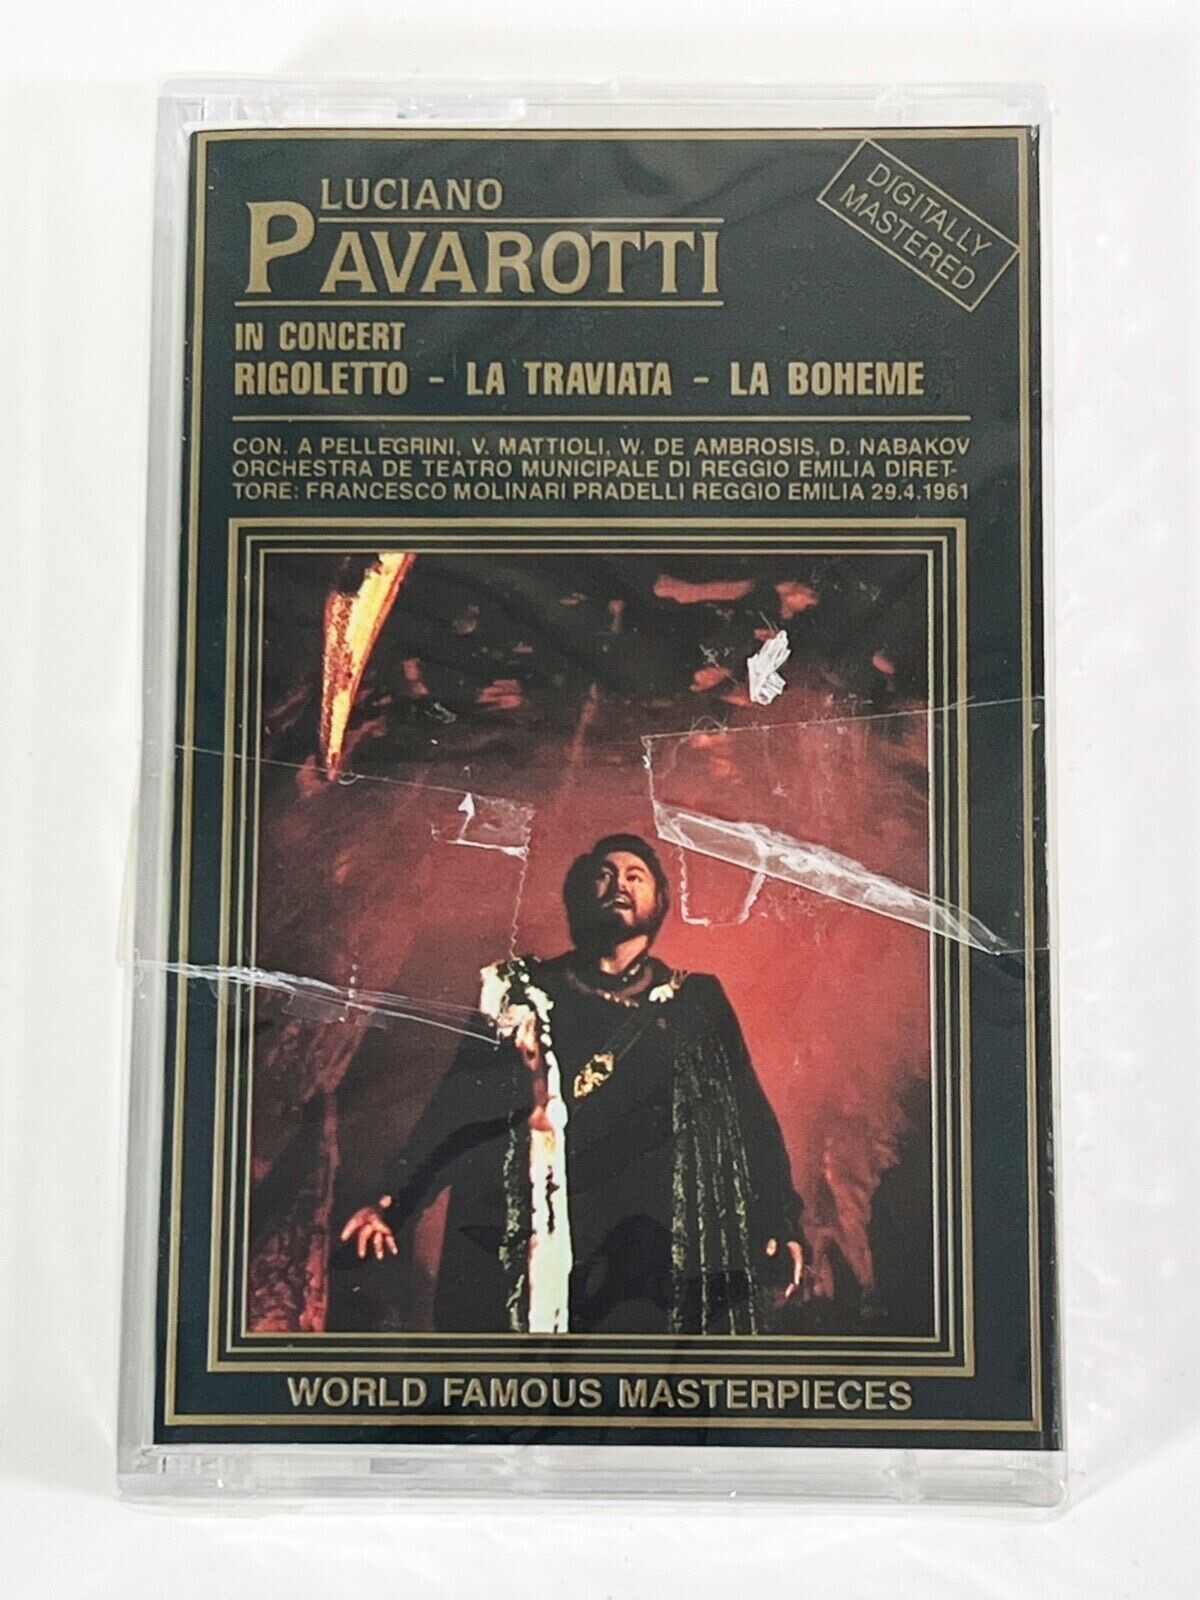 LUCIANO
PAVAROTTI
DIGITALLY
MASTERED
IN CONCERT
RIGOLETTO - LA TRAVIATA - LA BOHEME
CON. A PELLEGRINI, V. MATTIOLI, W. DE AMBROSIS, D. NABAKOV
ORCHESTRA DE TEATRO MUNICIPALE DI REGGIO EMILIA DIRET-
TORE: FRANCESCO MOLINARI PRADELLI REGGIO EMILIA 29.4.1961
WORLD FAMOUS MASTERPIECES